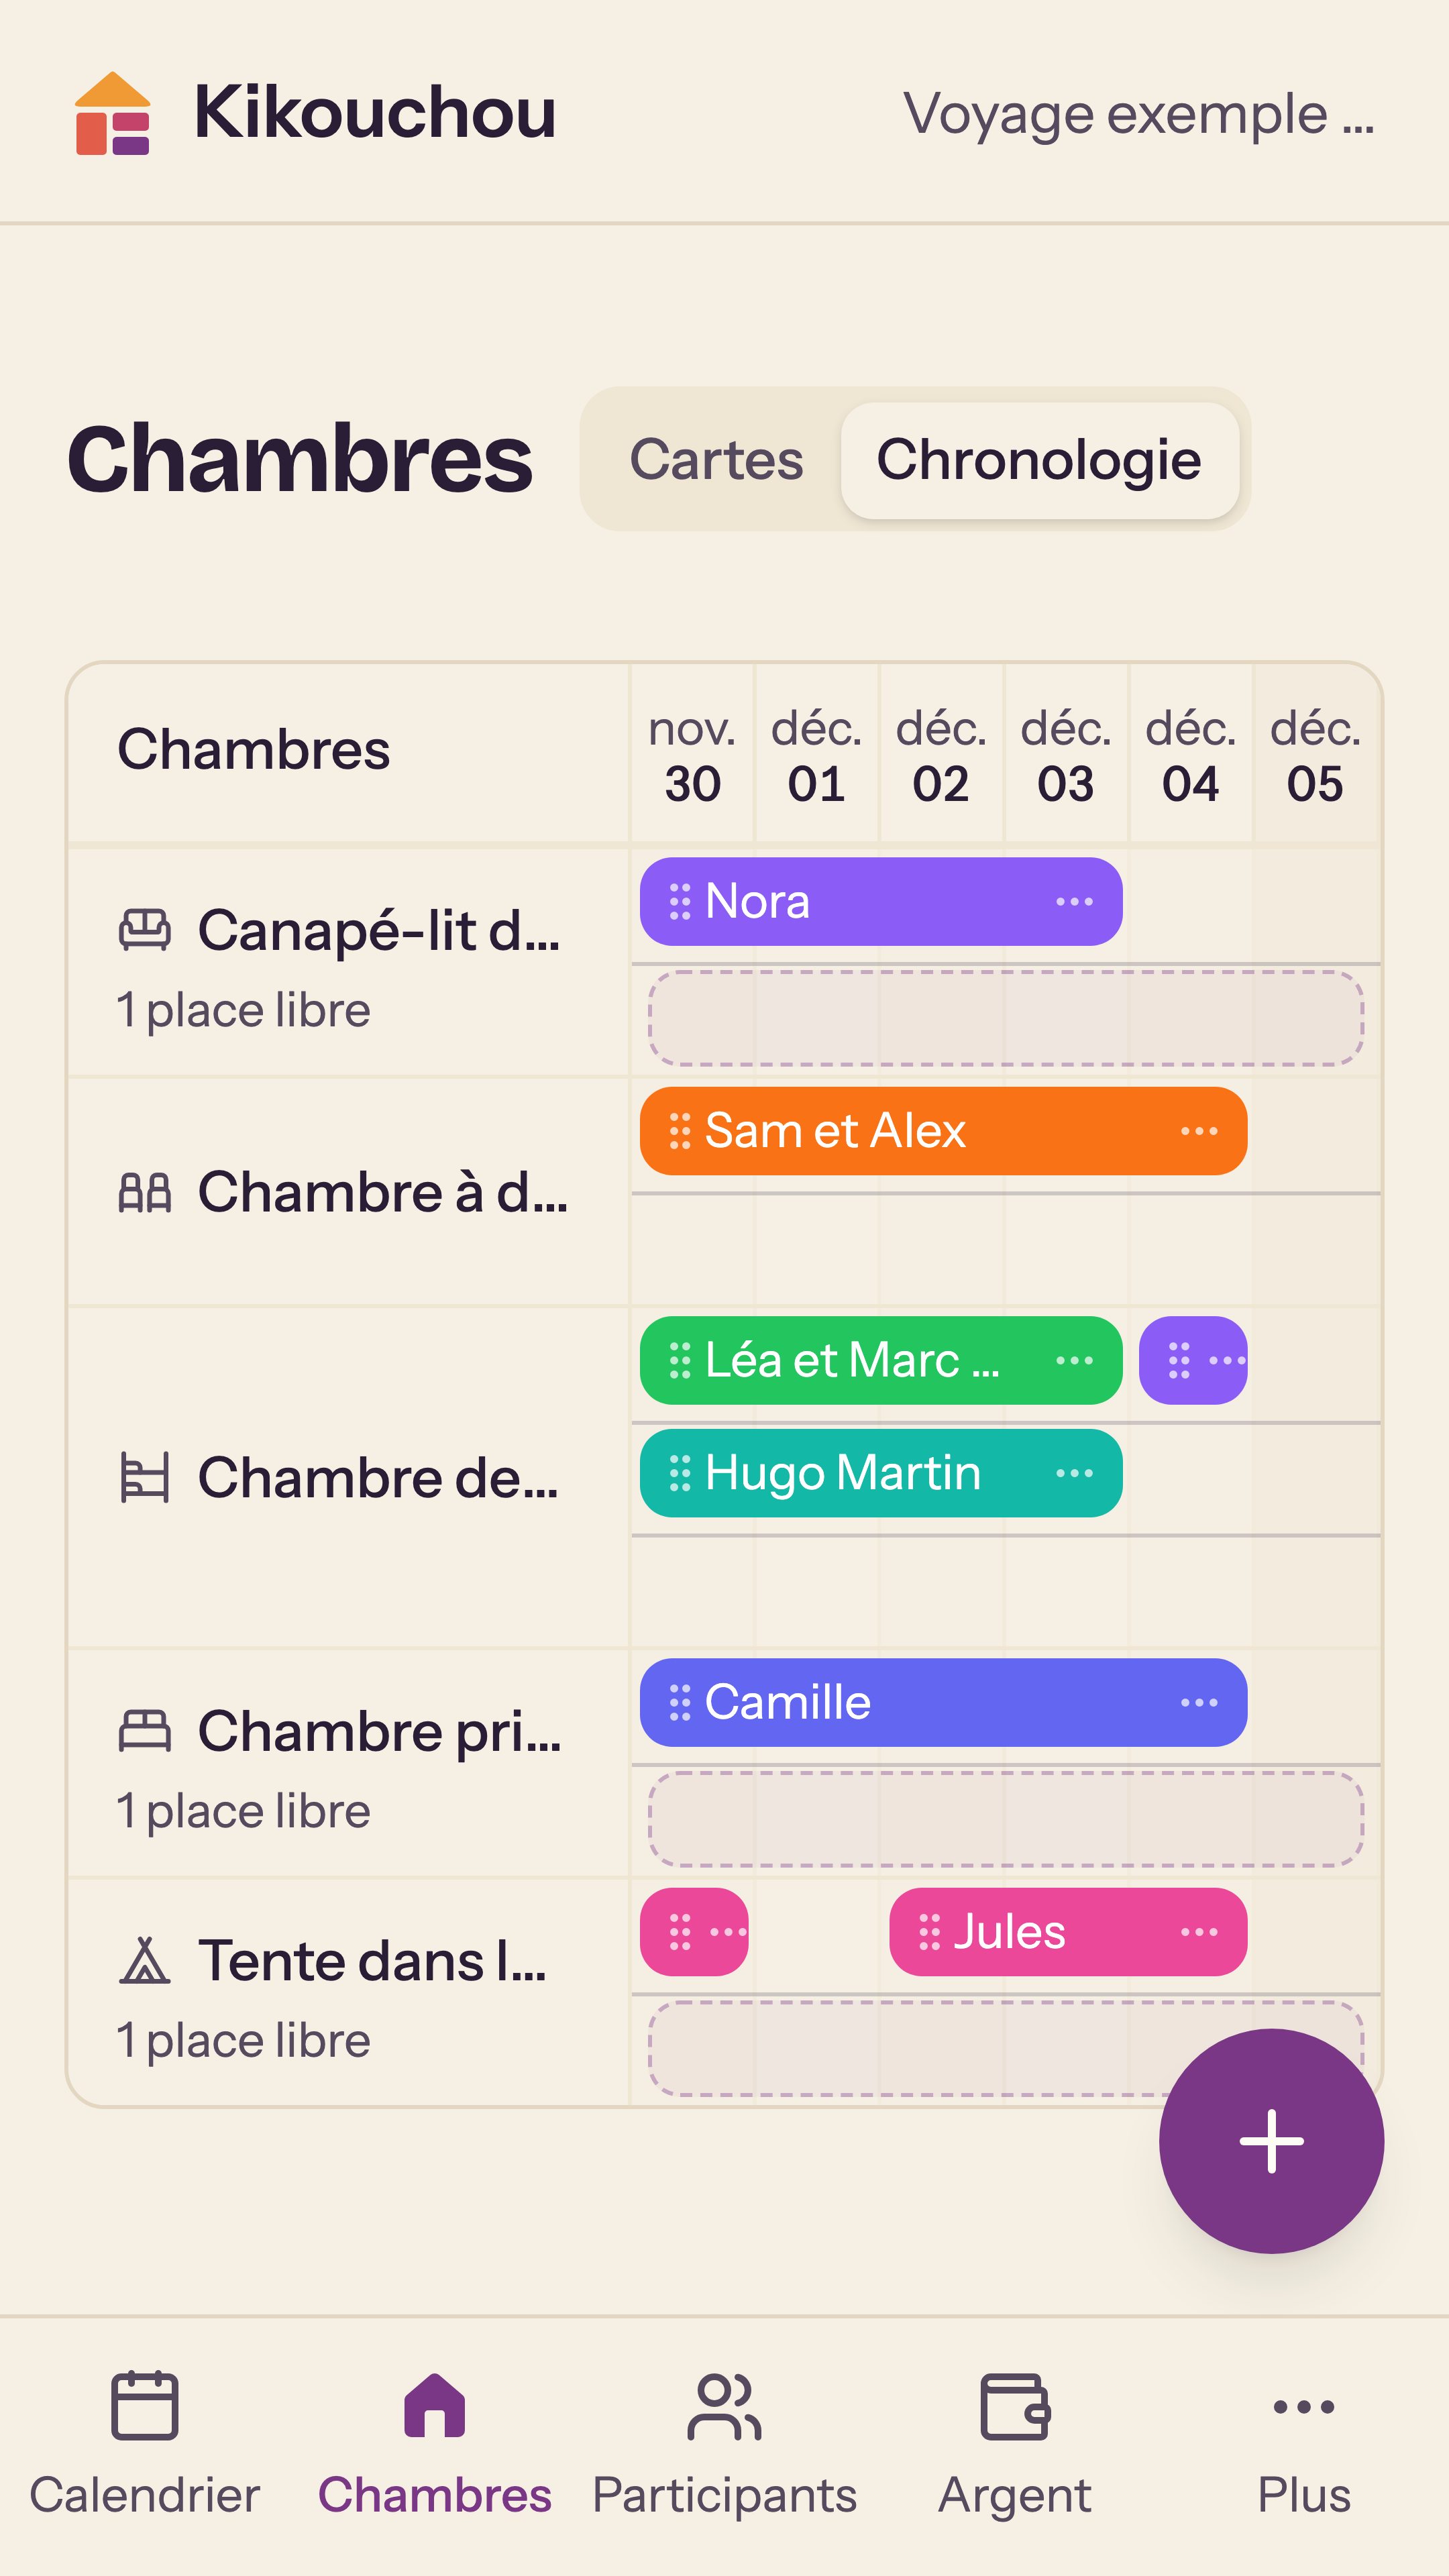 Kikouchou
Voyage exemple ...
Chambres
Cartes
Chronologie
Chambres
nov. 30
déc. 01
déc. 02
déc. 03
déc. 04
déc. 05
Canapé-lit d...
1 place libre
Nora
Chambre à d...
Sam et Alex
Chambre de...
Léa et Marc ...
Hugo Martin
Chambre pri...
1 place libre
Camille
Tente dans l...
1 place libre
Jules
Calendrier
Chambres
Participants
Argent
Plus